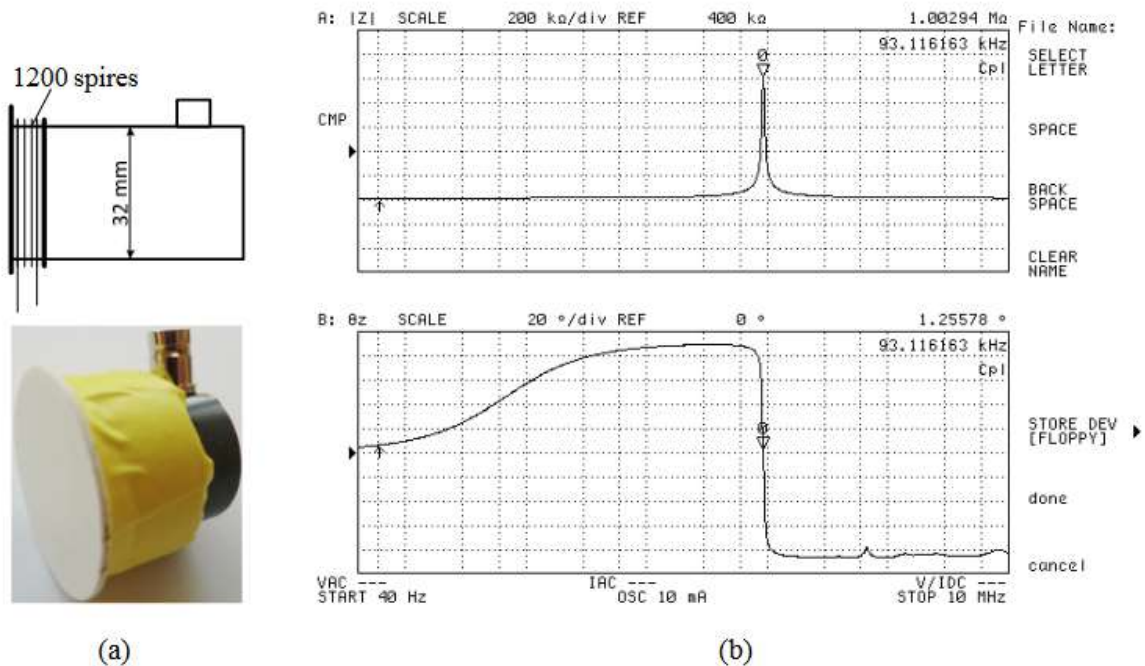 1200 spires
32 mm
(a)
A: |Z| SCALE 200 kΩ/div REF 400 kΩ 1.00294 MΩ
93.116163 kHz
Cpl
0
CMP
File Name:
SELECT
LETTER
SPACE
BACK
SPACE
CLEAR
NAME
B: θz SCALE 20 °/div REF 0 ° 1.25578 °
93.116163 kHz
Cpl
0
STORE DEV
[FLOPPY]
done
cancel
VAC --- IAC --- V/IDC ---
START 40 Hz OSC 10 mA STOP 10 MHz
(b)